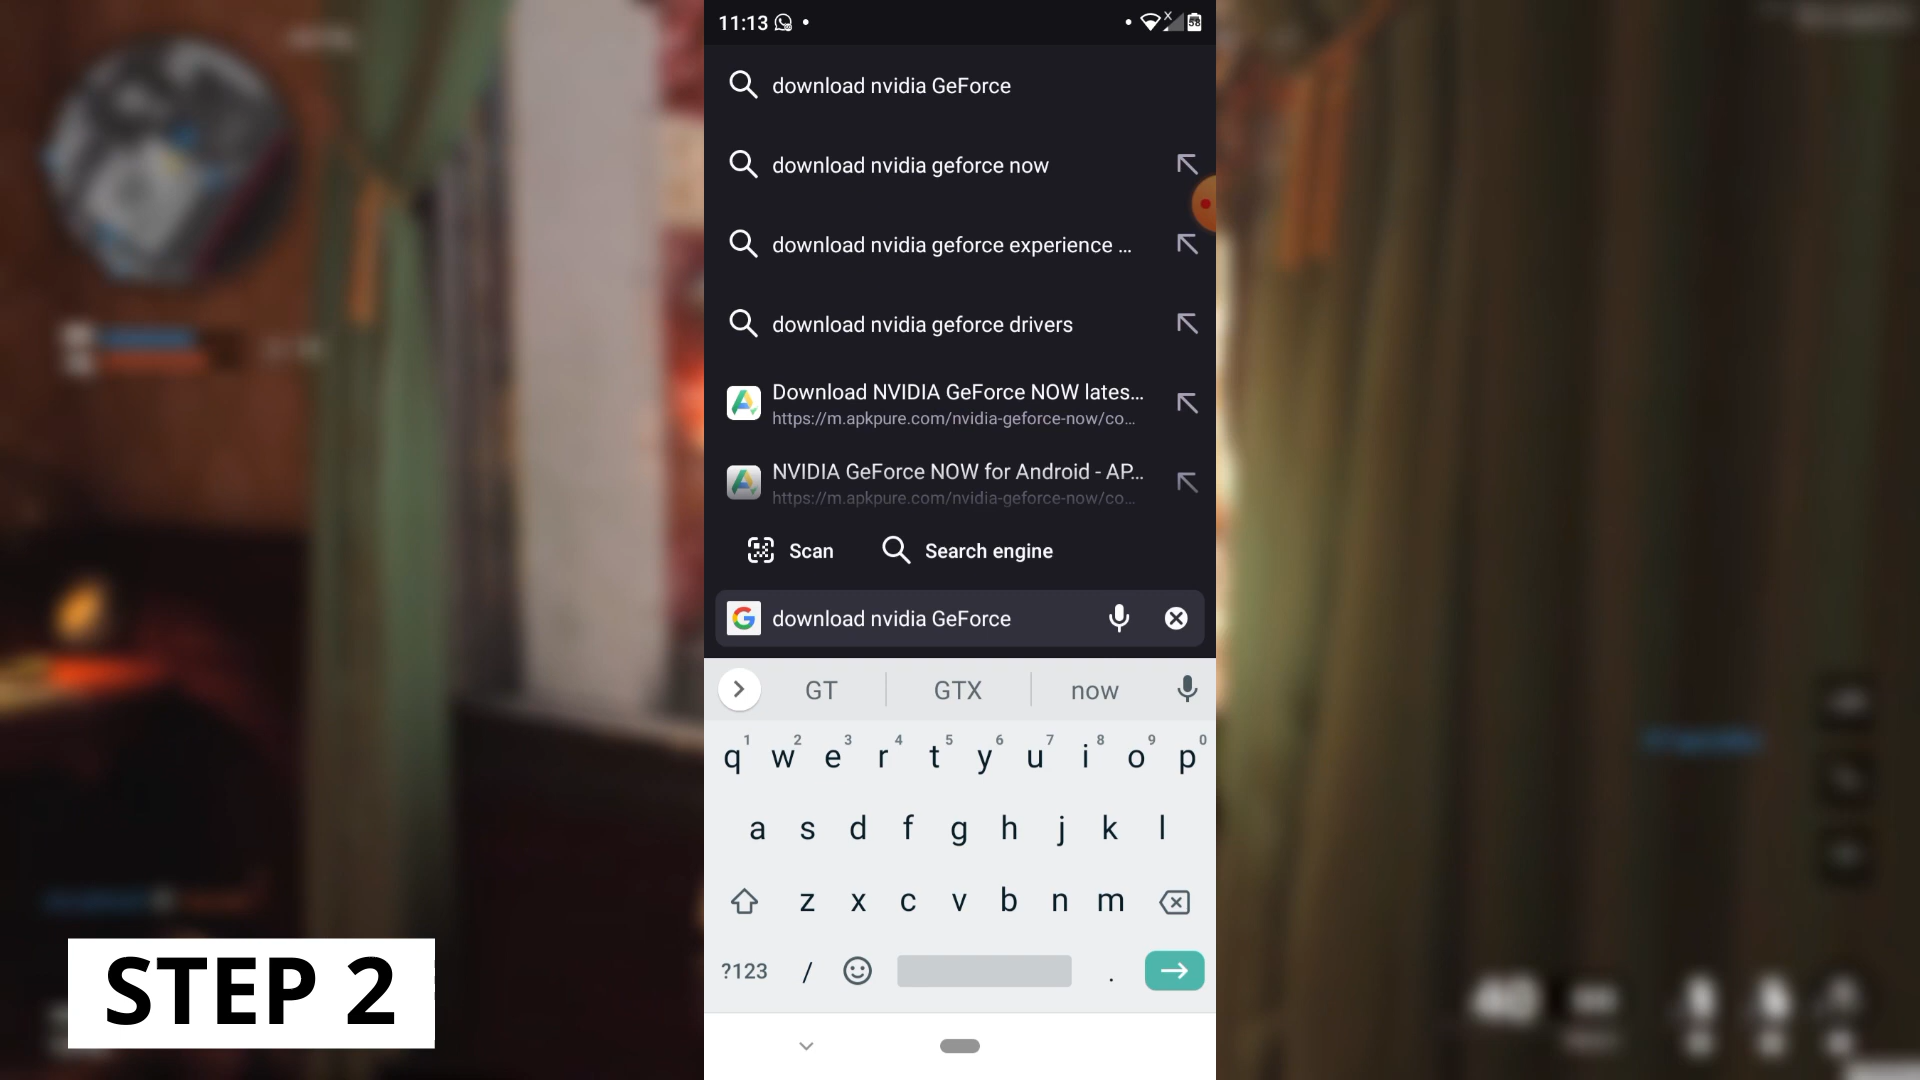 11:13
58
download nvidia GeForce
download nvidia geforce now
download nvidia geforce experience ...
download nvidia geforce drivers
Download NVIDIA GeForce NOW lates...
https://m.apkpure.com/nvidia-geforce-now/co...
NVIDIA GeForce NOW for Android - AP...
https://m.apkpure.com/nvidia-geforce-now/co...
Scan Search engine
download nvidia GeForce
GT GTX now
1 2 3 4 5 6 7 8 9 0
q w e r t y u i o p
a s d f g h j k l
z x c v b n m
?123 / .
STEP 2